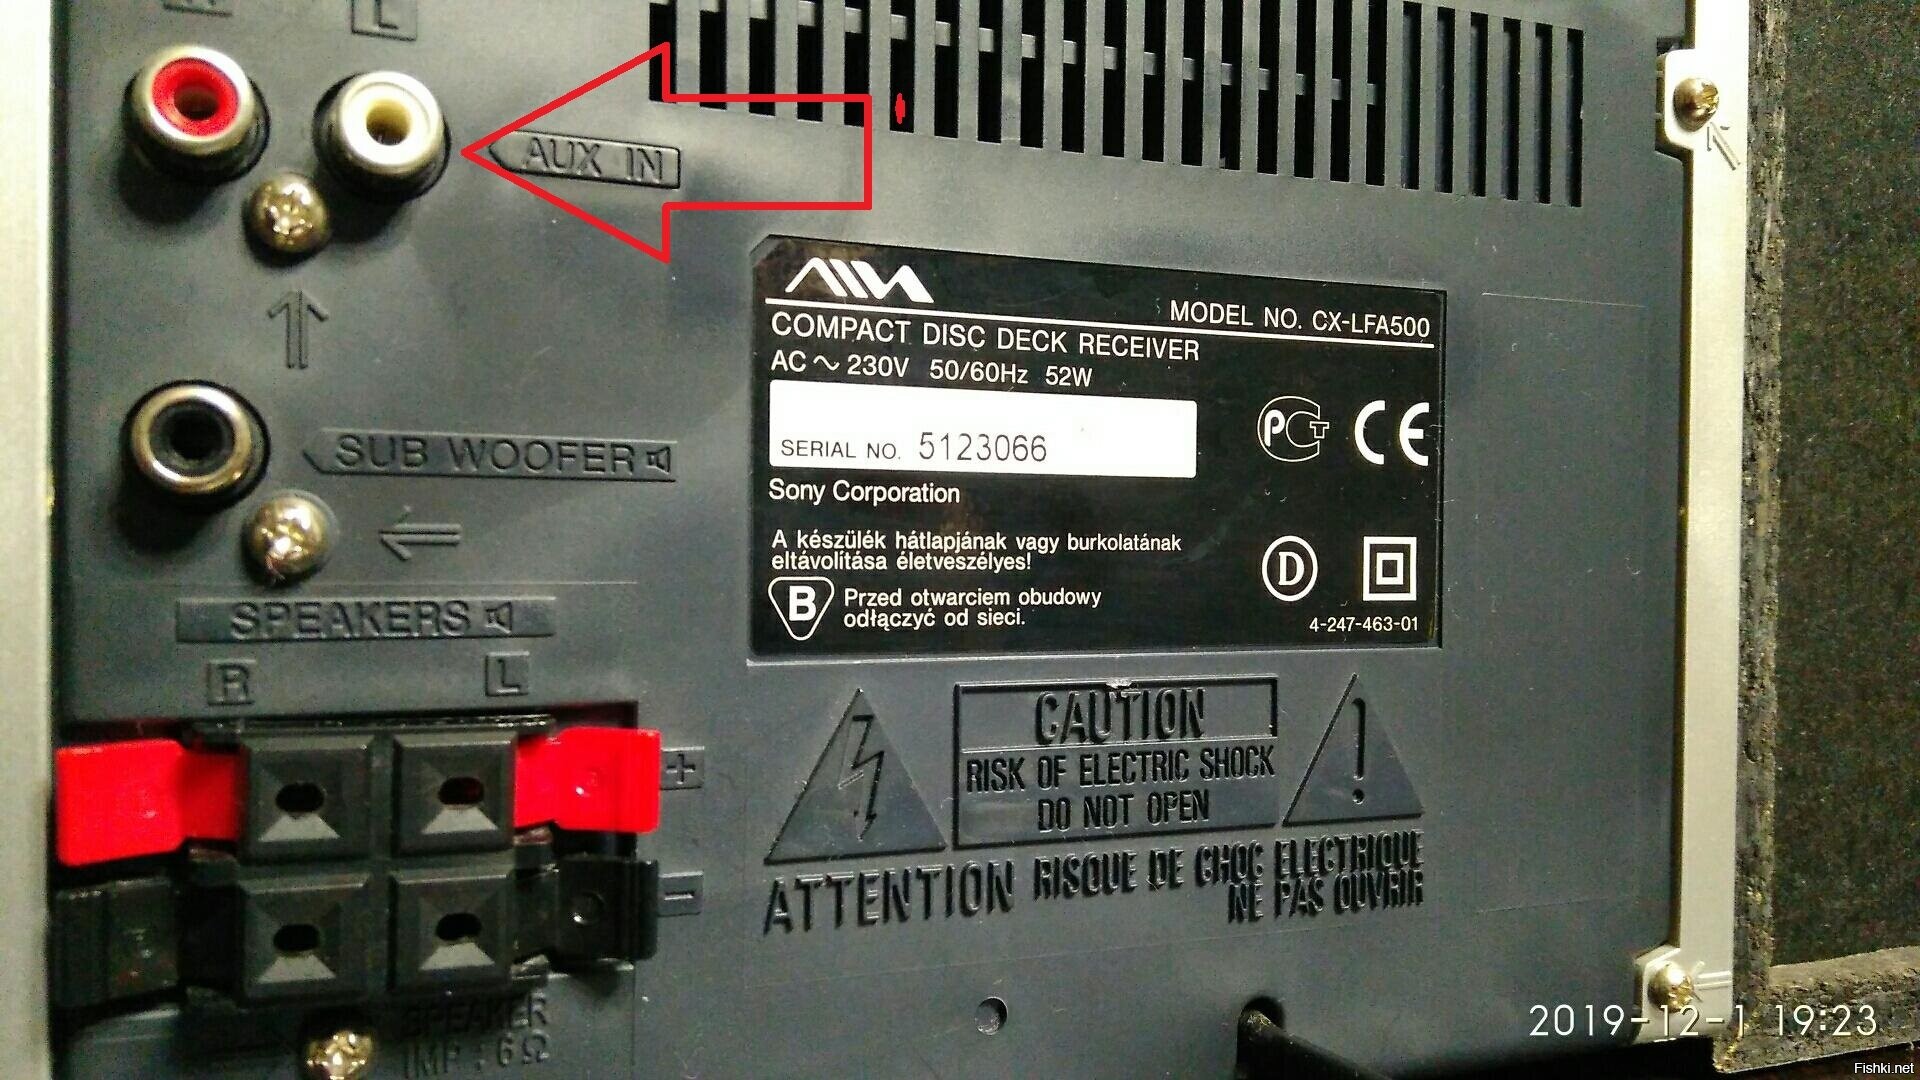 L
AUX IN
SUB WOOFER
SPEAKERS
R L
+
−
SPEAKER
IMP : 6Ω
AIWA
MODEL NO. CX-LFA500
COMPACT DISC DECK RECEIVER
AC ~ 230V 50/60Hz 52W
SERIAL NO. 5123066
Sony Corporation
A készülék hátlapjának vagy burkolatának
eltávolítása életveszélyes!
B Przed otwarciem obudowy
odłączyć od sieci.
РСТ CE
D
4-247-463-01
CAUTION
RISK OF ELECTRIC SHOCK
DO NOT OPEN
ATTENTION RISQUE DE CHOC ELECTRIQUE
NE PAS OUVRIR
2019-12-1 19:23
Fishki.net